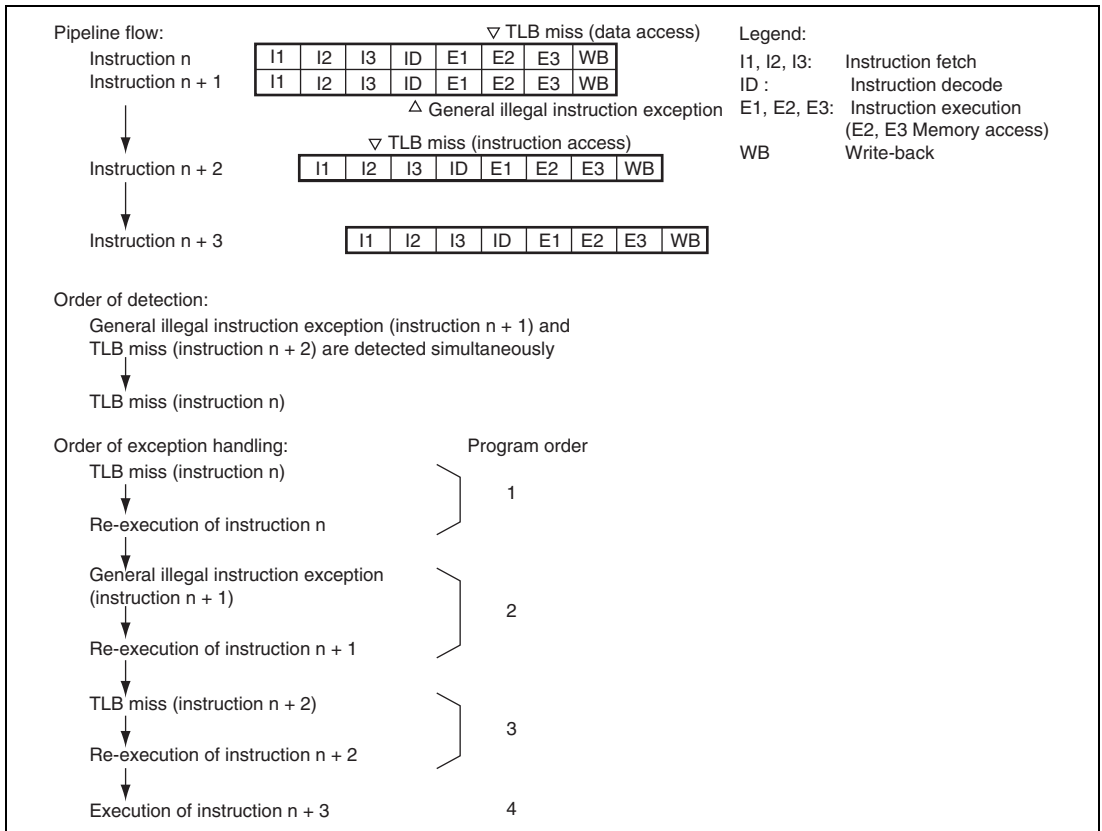 Pipeline flow:
▽ TLB miss (data access)
Instruction n I1 I2 I3 ID E1 E2 E3 WB
Instruction n + 1 I1 I2 I3 ID E1 E2 E3 WB
△ General illegal instruction exception
▽ TLB miss (instruction access)
Instruction n + 2 I1 I2 I3 ID E1 E2 E3 WB
Instruction n + 3 I1 I2 I3 ID E1 E2 E3 WB
Legend:
I1, I2, I3: Instruction fetch
ID : Instruction decode
E1, E2, E3: Instruction execution
(E2, E3 Memory access)
WB Write-back
Order of detection:
General illegal instruction exception (instruction n + 1) and
TLB miss (instruction n + 2) are detected simultaneously
TLB miss (instruction n)
Order of exception handling: Program order
TLB miss (instruction n)
1
Re-execution of instruction n
General illegal instruction exception
(instruction n + 1)
2
Re-execution of instruction n + 1
TLB miss (instruction n + 2)
3
Re-execution of instruction n + 2
Execution of instruction n + 3 4